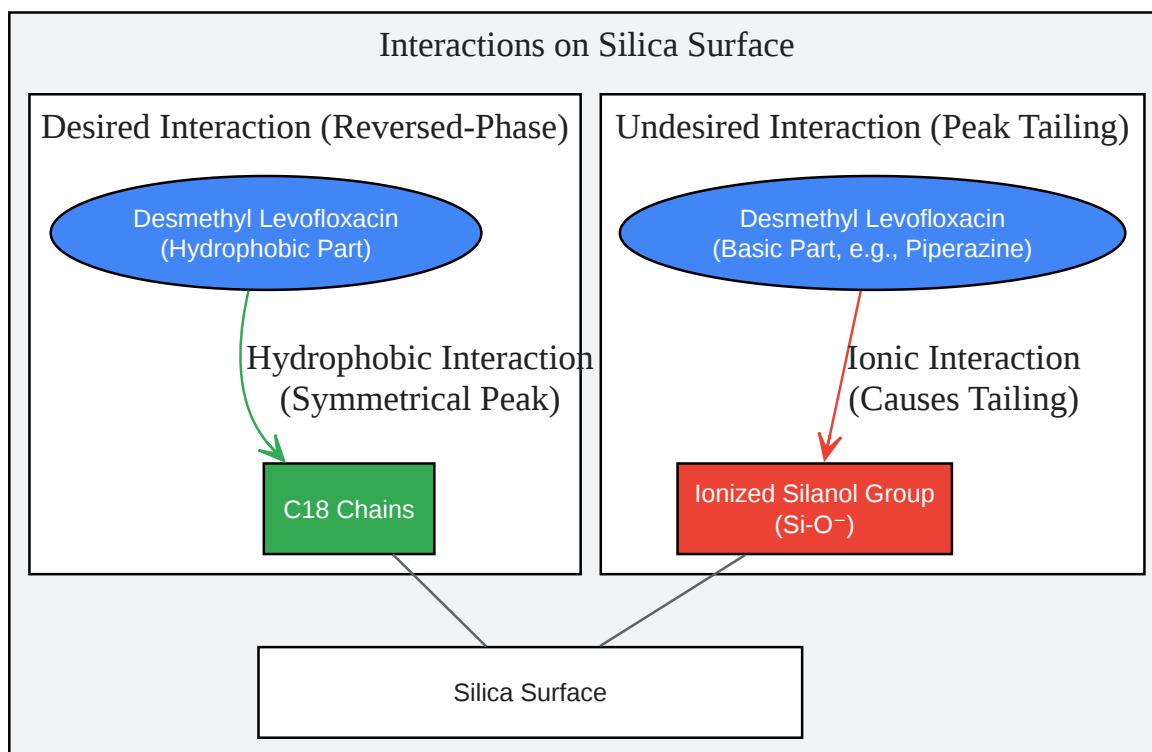 Interactions on Silica Surface
Desired Interaction (Reversed-Phase)
Desmethyl Levofloxacin
(Hydrophobic Part)
Hydrophobic Interaction
(Symmetrical Peak)
C18 Chains
Undesired Interaction (Peak Tailing)
Desmethyl Levofloxacin
(Basic Part, e.g., Piperazine)
Ionic Interaction
(Causes Tailing)
Ionized Silanol Group
(Si-O⁻)
Silica Surface